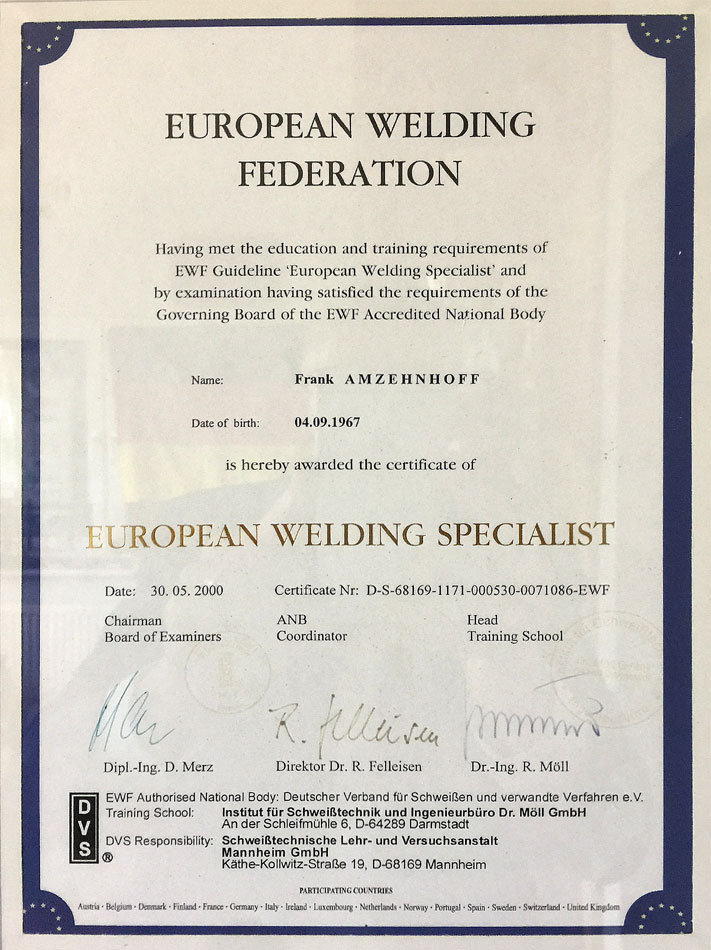 EUROPEAN WELDING
FEDERATION
Having met the education and training requirements of
EWF Guideline ‘European Welding Specialist’ and
by examination having satisfied the requirements of the
Governing Board of the EWF Accredited National Body
Name: Frank AMZEHNHOFF
Date of birth: 04.09.1967
is hereby awarded the certificate of
EUROPEAN WELDING SPECIALIST
Date: 30. 05. 2000 Certificate Nr: D-S-68169-1171-000530-0071086-EWF
Chairman ANB Head
Board of Examiners Coordinator Training School
R. Felleisen
Dipl.-Ing. D. Merz Direktor Dr. R. Felleisen Dr.-Ing. R. Möll
DVS ®
EWF Authorised National Body: Deutscher Verband für Schweißen und verwandte Verfahren e.V.
Training School: Institut für Schweißtechnik und Ingenieurbüro Dr. Möll GmbH
An der Schleifmühle 6, D-64289 Darmstadt
DVS Responsibility: Schweißtechnische Lehr- und Versuchsanstalt
Mannheim GmbH
Käthe-Kollwitz-Straße 19, D-68169 Mannheim
PARTICIPATING COUNTRIES
Austria · Belgium · Denmark · Finland · France · Germany · Italy · Ireland · Luxembourg · Netherlands · Norway · Portugal · Spain · Sweden · Switzerland · United Kingdom